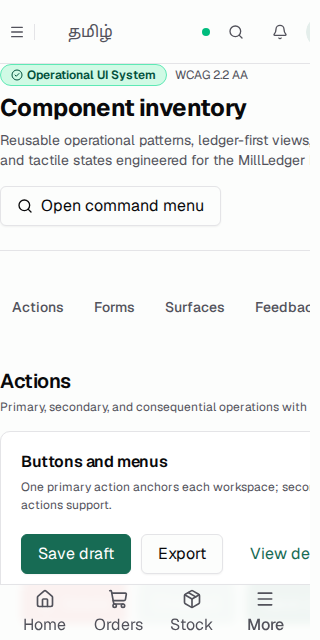 தமிழ்
Operational UI System WCAG 2.2 AA
Component inventory
Reusable operational patterns, ledger-first views,
and tactile states engineered for the MillLedger
Open command menu
Actions Forms Surfaces Feedbac
Actions
Primary, secondary, and consequential operations with
Buttons and menus
One primary action anchors each workspace; seco
actions support.
Save draft Export View de
Home Orders Stock More